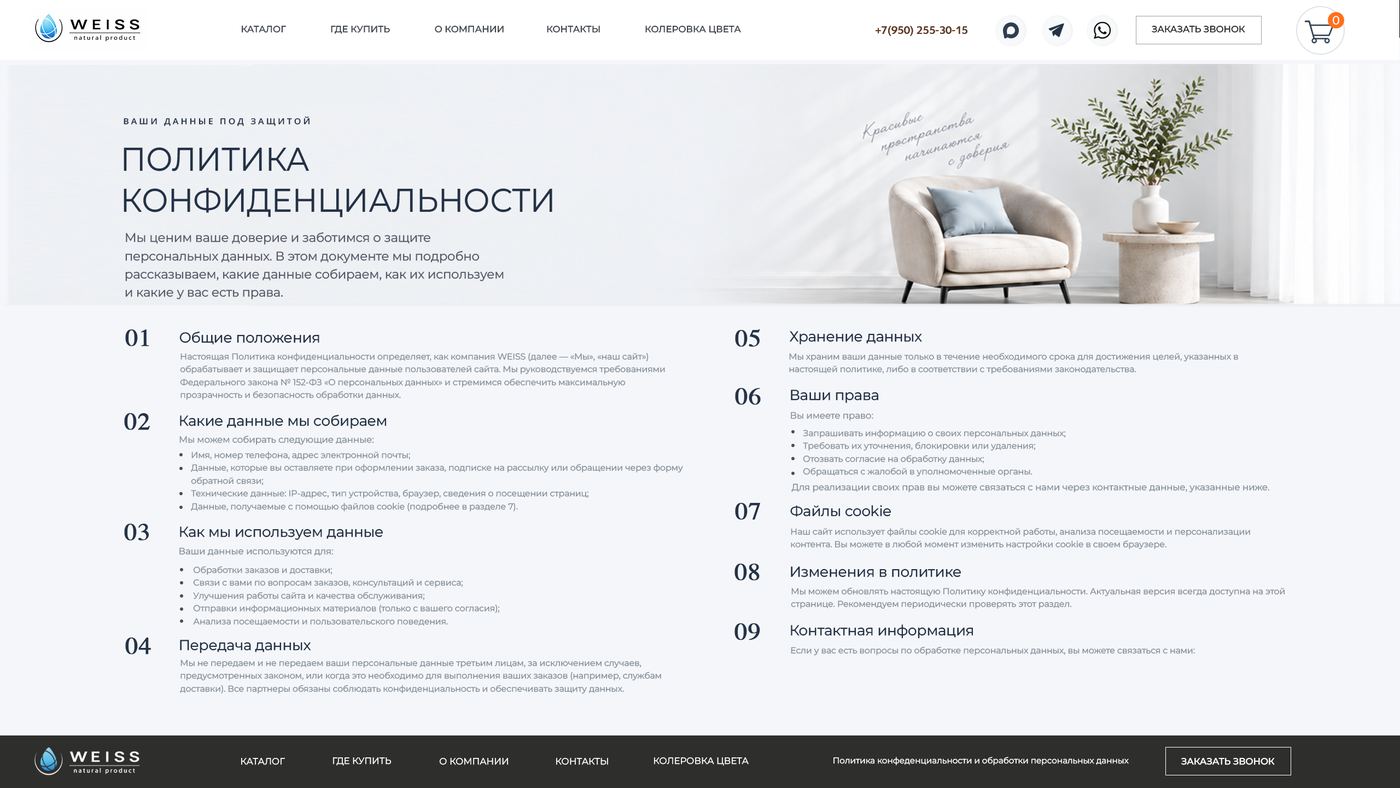 WEISS
natural product
КАТАЛОГ
ГДЕ КУПИТЬ
О КОМПАНИИ
КОНТАКТЫ
КОЛЕРОВКА ЦВЕТА
+7(950) 255-30-15
ЗАКАЗАТЬ ЗВОНОК
0
ВАШИ ДАННЫЕ ПОД ЗАЩИТОЙ
ПОЛИТИКА
КОНФИДЕНЦИАЛЬНОСТИ
Мы ценим ваше доверие и заботимся о защите
персональных данных. В этом документе мы подробно
рассказываем, какие данные собираем, как их используем
и какие у вас есть права.
Красивые
пространства
начинаются
с доверия
01
Общие положения
Настоящая Политика конфиденциальности определяет, как компания WEISS (далее — «Мы», «наш сайт»)
обрабатывает и защищает персональные данные пользователей сайта. Мы руководствуемся требованиями
Федерального закона № 152-ФЗ «О персональных данных» и стремимся обеспечить максимальную
прозрачность и безопасность обработки данных.
02
Какие данные мы собираем
Мы можем собирать следующие данные:
• Имя, номер телефона, адрес электронной почты;
• Данные, которые вы оставляете при оформлении заказа, подписке на рассылку или обращении через форму
обратной связи;
• Технические данные: IP-адрес, тип устройства, браузер, сведения о посещении страниц;
• Данные, получаемые с помощью файлов cookie (подробнее в разделе 7).
03
Как мы используем данные
Ваши данные используются для:
• Обработки заказов и доставки;
• Связи с вами по вопросам заказов, консультаций и сервиса;
• Улучшения работы сайта и качества обслуживания;
• Отправки информационных материалов (только с вашего согласия);
• Анализа посещаемости и пользовательского поведения.
04
Передача данных
Мы не передаем и не передаем ваши персональные данные третьим лицам, за исключением случаев,
предусмотренных законом, или когда это необходимо для выполнения ваших заказов (например, службам
доставки). Все партнеры обязаны соблюдать конфиденциальность и обеспечивать защиту данных.
05
Хранение данных
Мы храним ваши данные только в течение необходимого срока для достижения целей, указанных в
настоящей политике, либо в соответствии с требованиями законодательства.
06
Ваши права
Вы имеете право:
• Запрашивать информацию о своих персональных данных;
• Требовать их уточнения, блокировки или удаления;
• Отозвать согласие на обработку данных;
• Обращаться с жалобой в уполномоченные органы.
Для реализации своих прав вы можете связаться с нами через контактные данные, указанные ниже.
07
Файлы cookie
Наш сайт использует файлы cookie для корректной работы, анализа посещаемости и персонализации
контента. Вы можете в любой момент изменить настройки cookie в своем браузере.
08
Изменения в политике
Мы можем обновлять настоящую Политику конфиденциальности. Актуальная версия всегда доступна на этой
странице. Рекомендуем периодически проверять этот раздел.
09
Контактная информация
Если у вас есть вопросы по обработке персональных данных, вы можете связаться с нами:
WEISS
natural product
КАТАЛОГ
ГДЕ КУПИТЬ
О КОМПАНИИ
КОНТАКТЫ
КОЛЕРОВКА ЦВЕТА
Политика конфеденциальности и обработки персональных данных
ЗАКАЗАТЬ ЗВОНОК